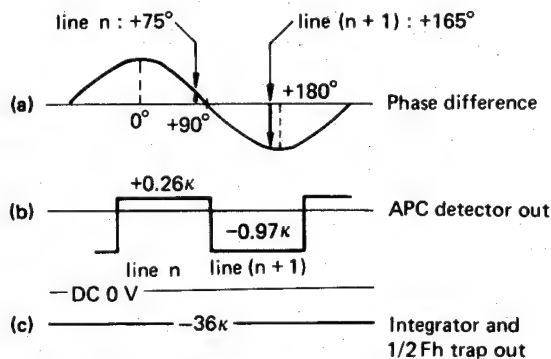 line n : +75° line (n + 1) : +165°
(a) 0° +90° +180° Phase difference
+0.26κ
(b) −0.97κ APC detector out
line n line (n + 1)
DC 0 V
(c) −36κ Integrator and
1/2 Fh trap out